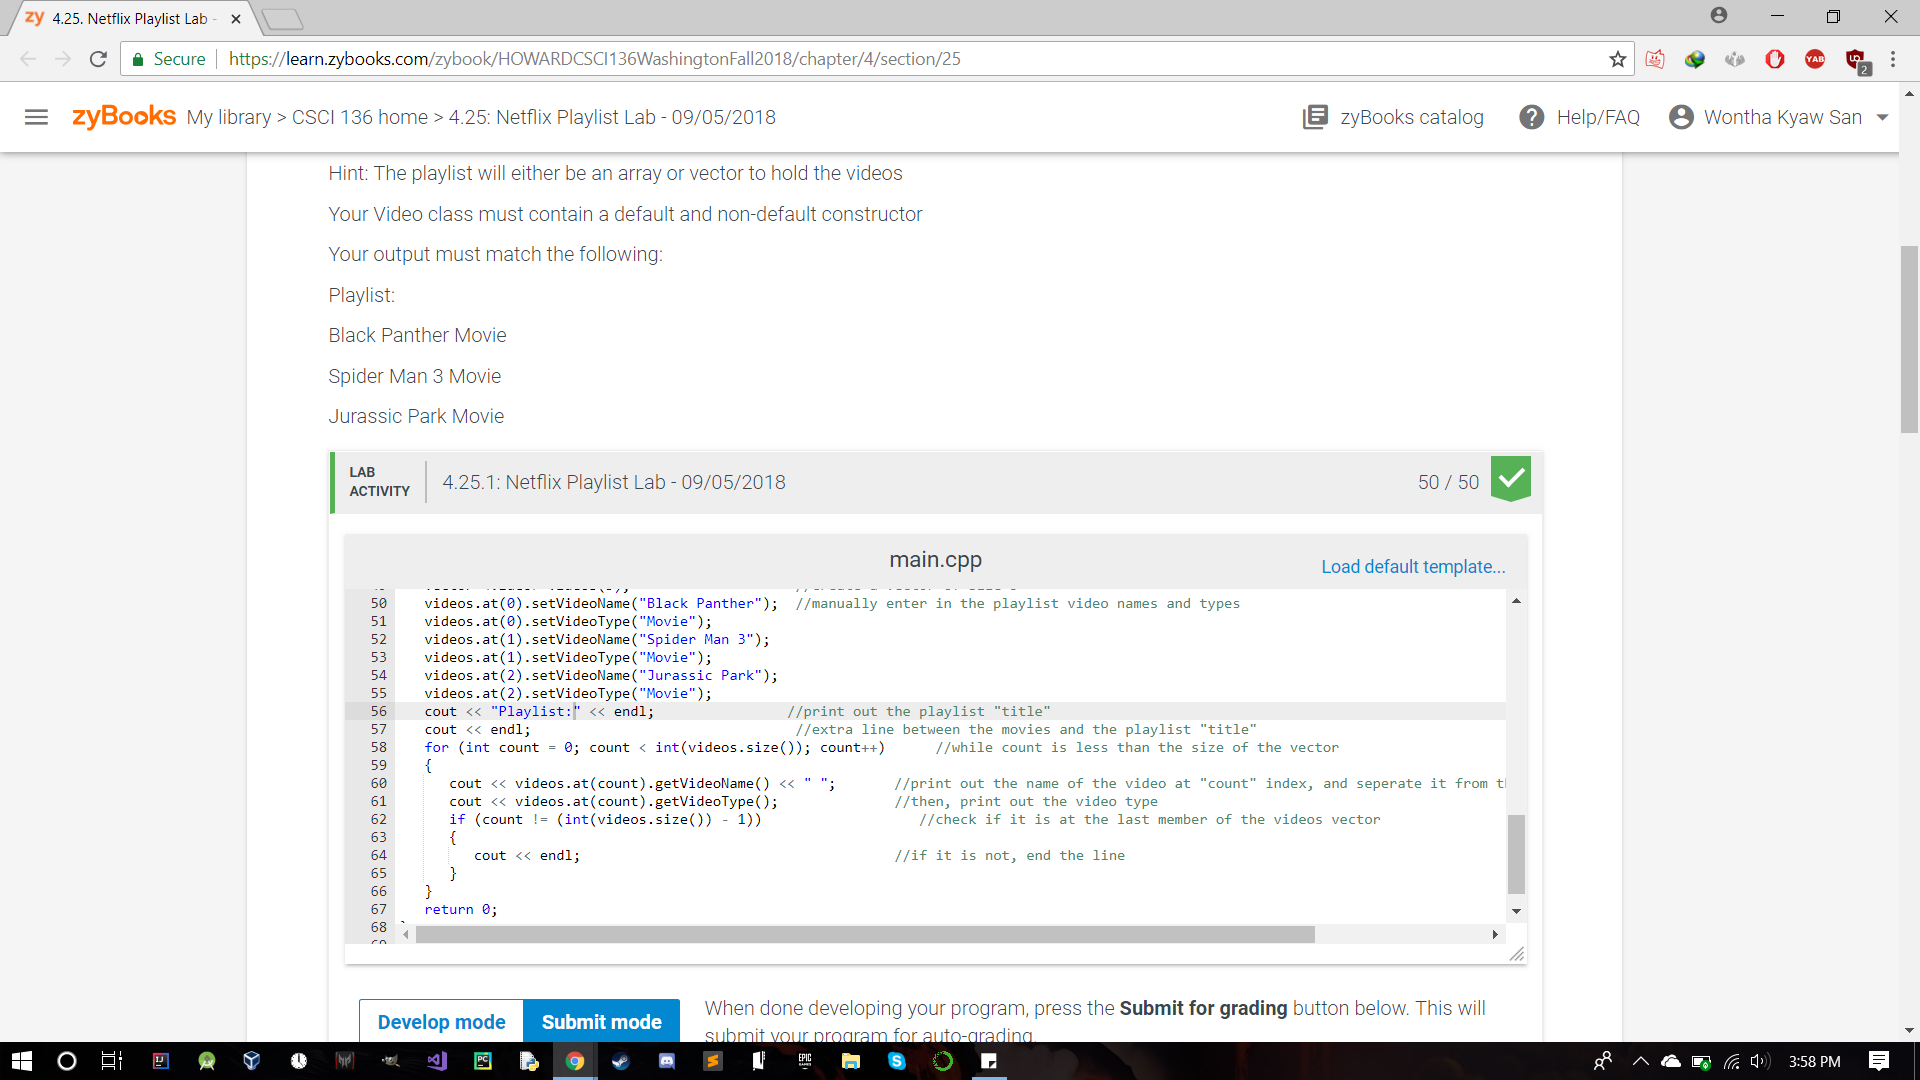 zy 4.25. Netflix Playlist Lab -
Secure https://learn.zybooks.com/zybook/HOWARDCSCI136WashingtonFall2018/chapter/4/section/25
YAB
2
zyBooks My library > CSCI 136 home > 4.25: Netflix Playlist Lab - 09/05/2018 zyBooks catalog Help/FAQ Wontha Kyaw San
Hint: The playlist will either be an array or vector to hold the videos
Your Video class must contain a default and non-default constructor
Your output must match the following:
Playlist:
Black Panther Movie
Spider Man 3 Movie
Jurassic Park Movie
LAB ACTIVITY 4.25.1: Netflix Playlist Lab - 09/05/2018 50 / 50
main.cpp
Load default template...
50 videos.at(0).setVideoName("Black Panther"); //manually enter in the playlist video names and types
51 videos.at(0).setVideoType("Movie");
52 videos.at(1).setVideoName("Spider Man 3");
53 videos.at(1).setVideoType("Movie");
54 videos.at(2).setVideoName("Jurassic Park");
55 videos.at(2).setVideoType("Movie");
56 cout << "Playlist:" << endl; //print out the playlist "title"
57 cout << endl; //extra line between the movies and the playlist "title"
58 for (int count = 0; count < int(videos.size()); count++) //while count is less than the size of the vector
59 {
60 cout << videos.at(count).getVideoName() << " "; //print out the name of the video at "count" index, and seperate it from
61 cout << videos.at(count).getVideoType(); //then, print out the video type
62 if (count != (int(videos.size()) - 1)) //check if it is at the last member of the videos vector
63 {
64 cout << endl; //if it is not, end the line
65 }
66 }
67 return 0;
68
Develop mode Submit mode
When done developing your program, press the Submit for grading button below. This will
submit your program for auto-grading.
3:58 PM